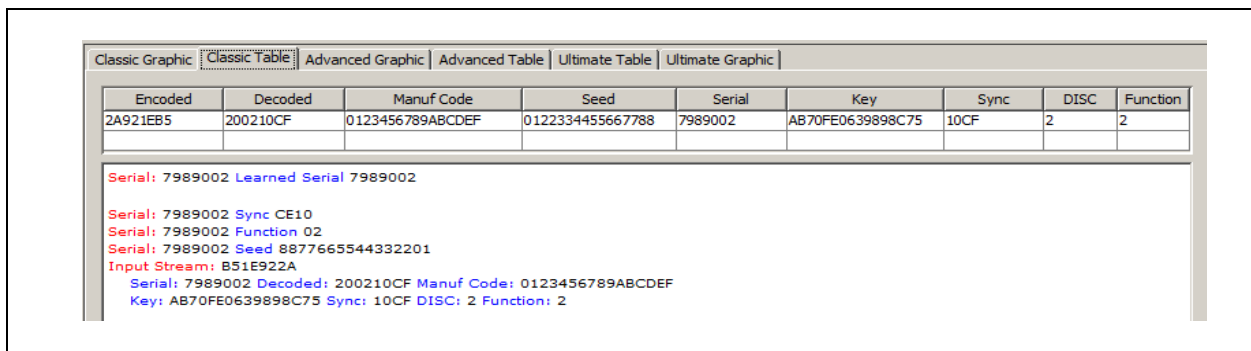 Classic Graphic Classic Table Advanced Graphic Advanced Table Ultimate Table Ultimate Graphic
Encoded Decoded Manuf Code Seed Serial Key Sync DISC Function
2A921EB5 200210CF 0123456789ABCDEF 0122334455667788 7989002 AB70FE0639898C75 10CF 2 2
Serial: 7989002 Learned Serial 7989002
Serial: 7989002 Sync CE10
Serial: 7989002 Function 02
Serial: 7989002 Seed 8877665544332201
Input Stream: B51E922A
Serial: 7989002 Decoded: 200210CF Manuf Code: 0123456789ABCDEF
Key: AB70FE0639898C75 Sync: 10CF DISC: 2 Function: 2